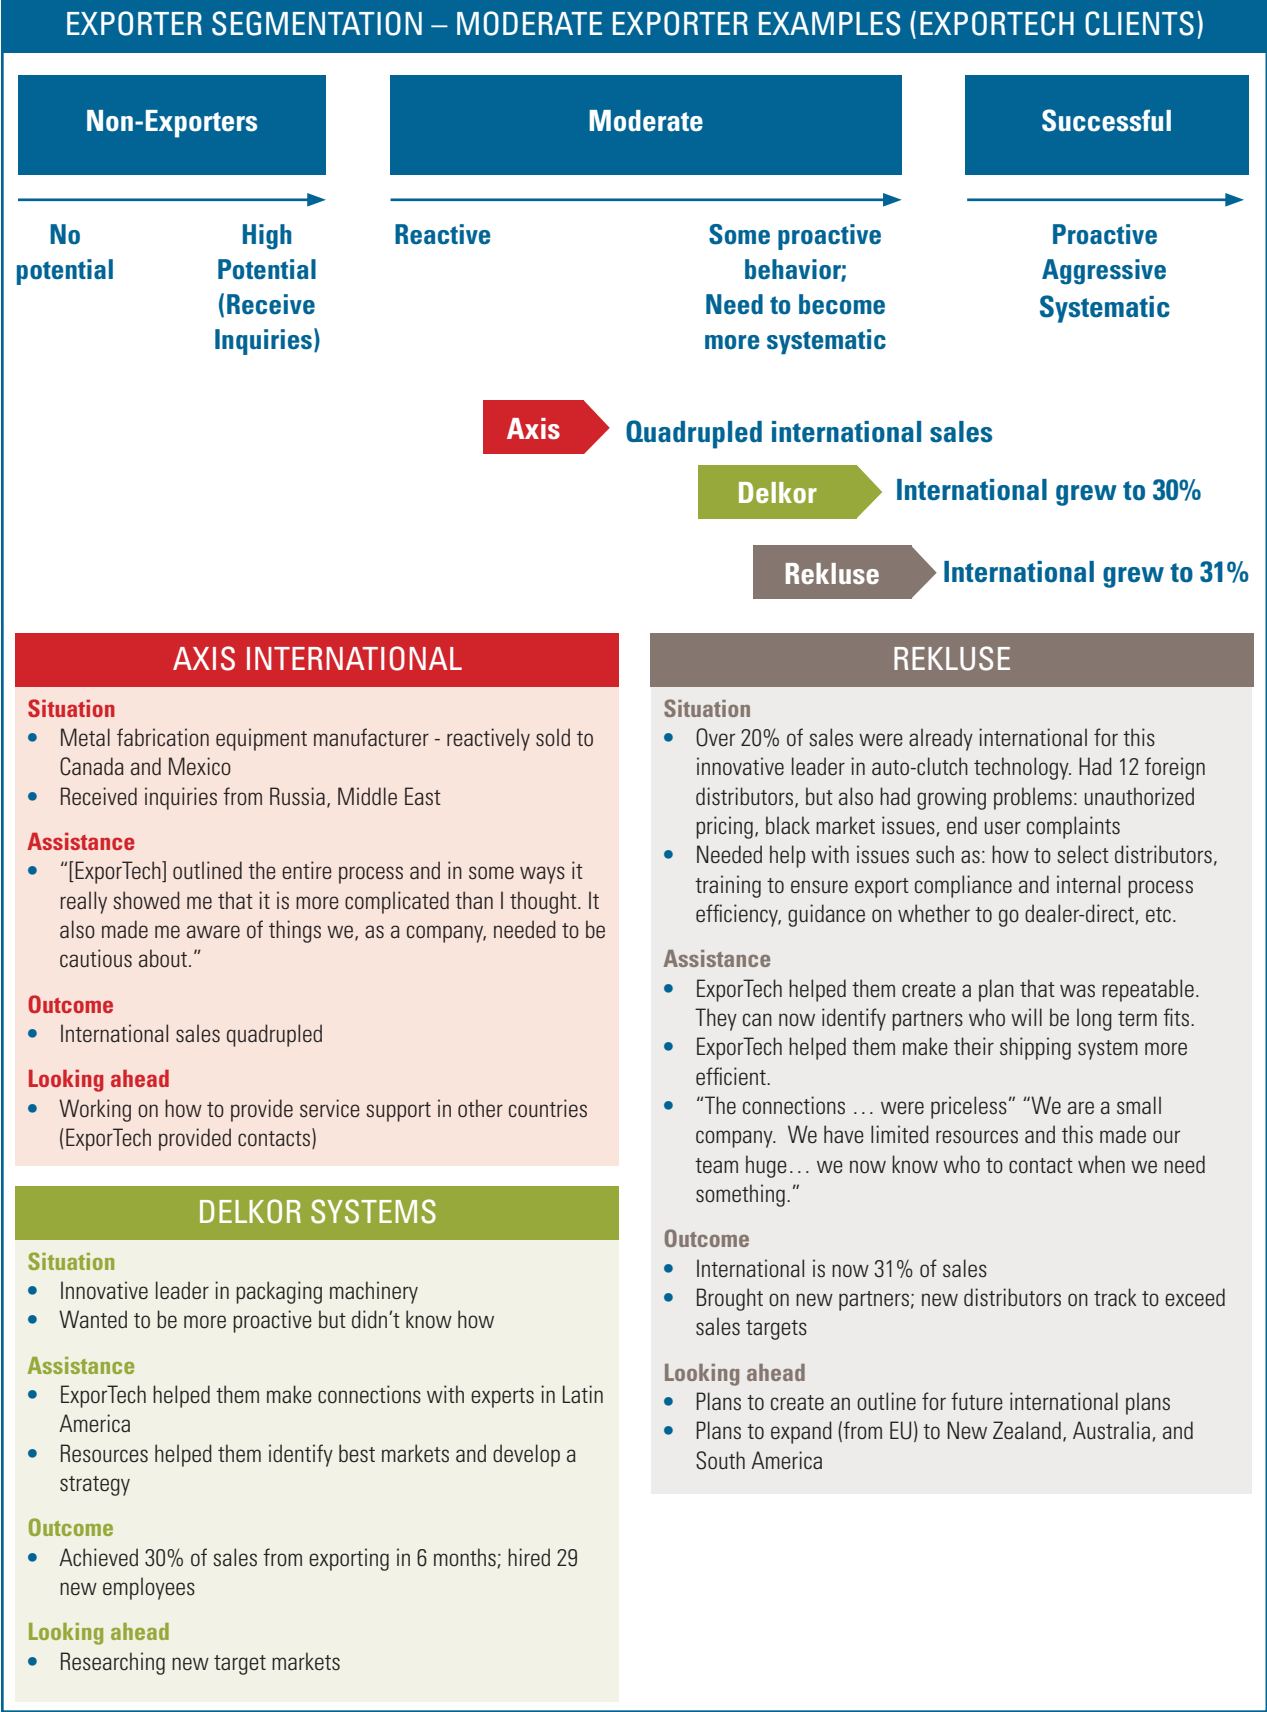 EXPORTER SEGMENTATION – MODERATE EXPORTER EXAMPLES (EXPORTECH CLIENTS)
Non-Exporters
Moderate
Successful
No
potential
High
Potential
(Receive
Inquiries)
Reactive
Some proactive
behavior;
Need to become
more systematic
Proactive
Aggressive
Systematic
Axis
Quadrupled international sales
Delkor
International grew to 30%
Rekluse
International grew to 31%
AXIS INTERNATIONAL
Situation
• Metal fabrication equipment manufacturer - reactively sold to
Canada and Mexico
• Received inquiries from Russia, Middle East
Assistance
• “[ExporTech] outlined the entire process and in some ways it
really showed me that it is more complicated than I thought. It
also made me aware of things we, as a company, needed to be
cautious about.”
Outcome
• International sales quadrupled
Looking ahead
• Working on how to provide service support in other countries
(ExporTech provided contacts)
DELKOR SYSTEMS
Situation
• Innovative leader in packaging machinery
• Wanted to be more proactive but didn’t know how
Assistance
• ExporTech helped them make connections with experts in Latin
America
• Resources helped them identify best markets and develop a
strategy
Outcome
• Achieved 30% of sales from exporting in 6 months; hired 29
new employees
Looking ahead
• Researching new target markets
REKLUSE
Situation
• Over 20% of sales were already international for this
innovative leader in auto-clutch technology. Had 12 foreign
distributors, but also had growing problems: unauthorized
pricing, black market issues, end user complaints
• Needed help with issues such as: how to select distributors,
training to ensure export compliance and internal process
efficiency, guidance on whether to go dealer-direct, etc.
Assistance
• ExporTech helped them create a plan that was repeatable.
They can now identify partners who will be long term fits.
• ExporTech helped them make their shipping system more
efficient.
• “The connections … were priceless” “We are a small
company. We have limited resources and this made our
team huge… we now know who to contact when we need
something.”
Outcome
• International is now 31% of sales
• Brought on new partners; new distributors on track to exceed
sales targets
Looking ahead
• Plans to create an outline for future international plans
• Plans to expand (from EU) to New Zealand, Australia, and
South America